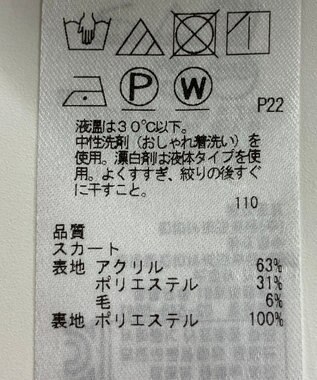 P W
P22
液温は30℃以下。
中性洗剤（おしゃれ着洗い）を
使用。漂白剤は液体タイプを使
用。よくすすぎ、絞りの後すぐ
に干すこと。
110
品質
スカート
表地 アクリル 63%
ポリエステル 31%
毛 6%
裏地 ポリエステル 100%